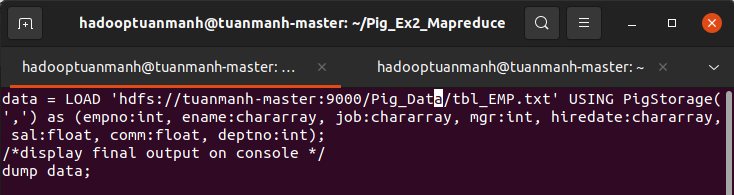 hadooptuanmanh@tuanmanh-master: ~/Pig_Ex2_Mapreduce
hadooptuanmanh@tuanmanh-master: ...
hadooptuanmanh@tuanmanh-master: ~
data = LOAD 'hdfs://tuanmanh-master:9000/Pig_Data/tbl_EMP.txt' USING PigStorage(
',') as (empno:int, ename:chararray, job:chararray, mgr:int, hiredate:chararray,
sal:float, comm:float, deptno:int);
/*display final output on console */
dump data;